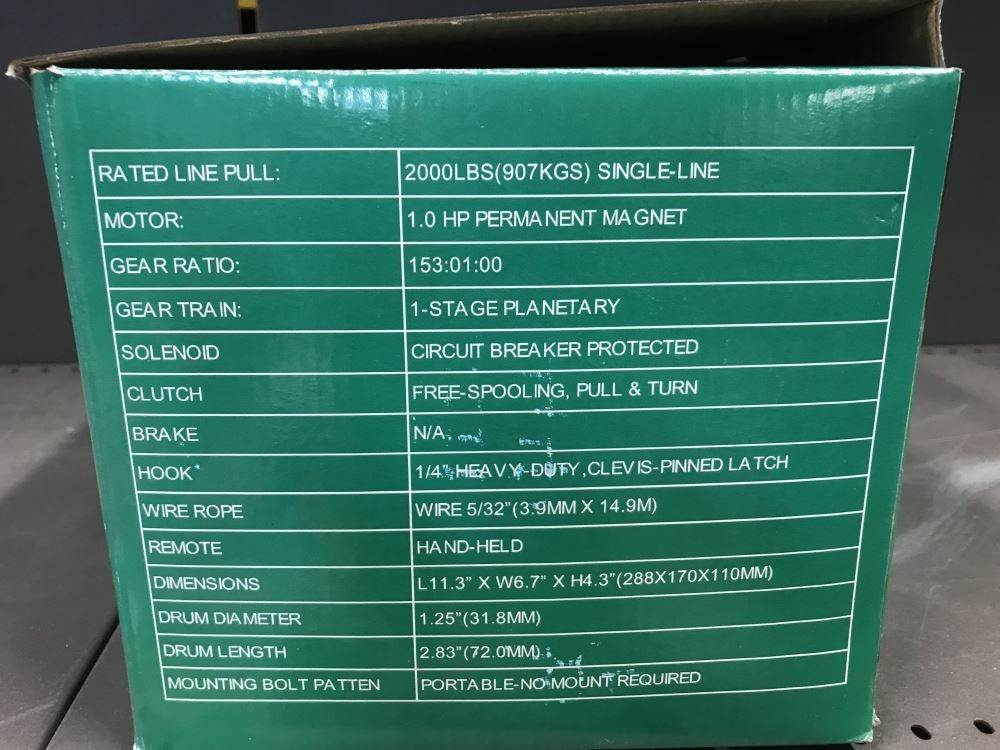 RATED LINE PULL: 2000LBS(907KGS) SINGLE-LINE
MOTOR: 1.0 HP PERMANENT MAGNET
GEAR RATIO: 153:01:00
GEAR TRAIN: 1-STAGE PLANETARY
SOLENOID CIRCUIT BREAKER PROTECTED
CLUTCH FREE-SPOOLING, PULL & TURN
BRAKE N/A
HOOK 1/4" HEAVY-DUTY,CLEVIS-PINNED LATCH
WIRE ROPE WIRE 5/32"(3.9MM X 14.9M)
REMOTE HAND-HELD
DIMENSIONS L11.3" X W6.7" X H4.3"(288X170X110MM)
DRUM DIAMETER 1.25"(31.8MM)
DRUM LENGTH 2.83"(72.0MM)
MOUNTING BOLT PATTEN PORTABLE-NO MOUNT REQUIRED